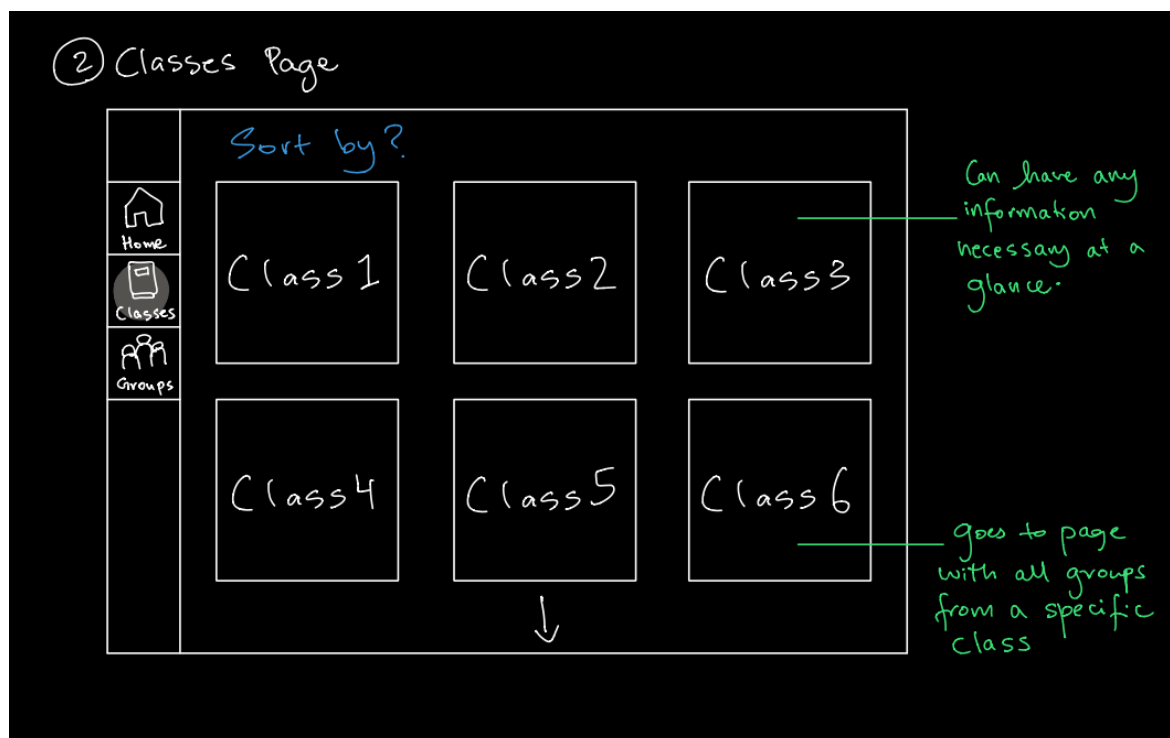 ② Classes Page
Sort by?
Home
Classes
Groups
Class 1
Class 2
Class 3
Class 4
Class 5
Class 6
Can have any
information
necessary at a
glance.
goes to page
with all groups
from a specific
class